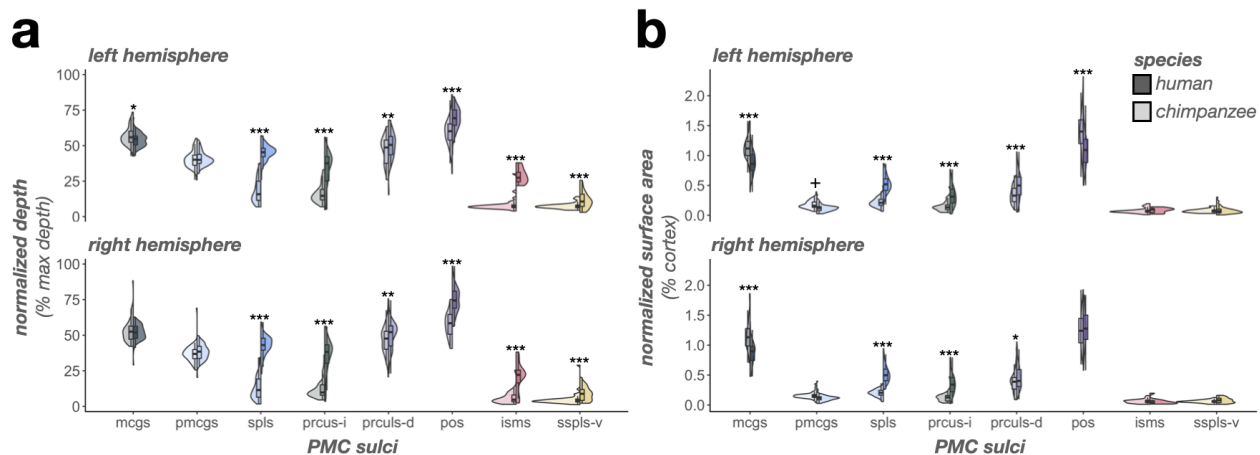 a
left hemisphere
100
75
50
25
0
* *** *** ** *** *** ***
right hemisphere
100
75
50
25
0
*** *** ** *** *** ***
mcgs pmcgs spls prcus-i prculs-d pos isms sspls-v
PMC sulci
normalized depth
(% max depth)
b
left hemisphere
2.0
1.5
1.0
0.5
0.0
*** + *** *** *** ***
species
human
chimpanzee
right hemisphere
2.0
1.5
1.0
0.5
0.0
*** *** *** *
mcgs pmcgs spls prcus-i prculs-d pos isms sspls-v
PMC sulci
normalized surface area
(% cortex)